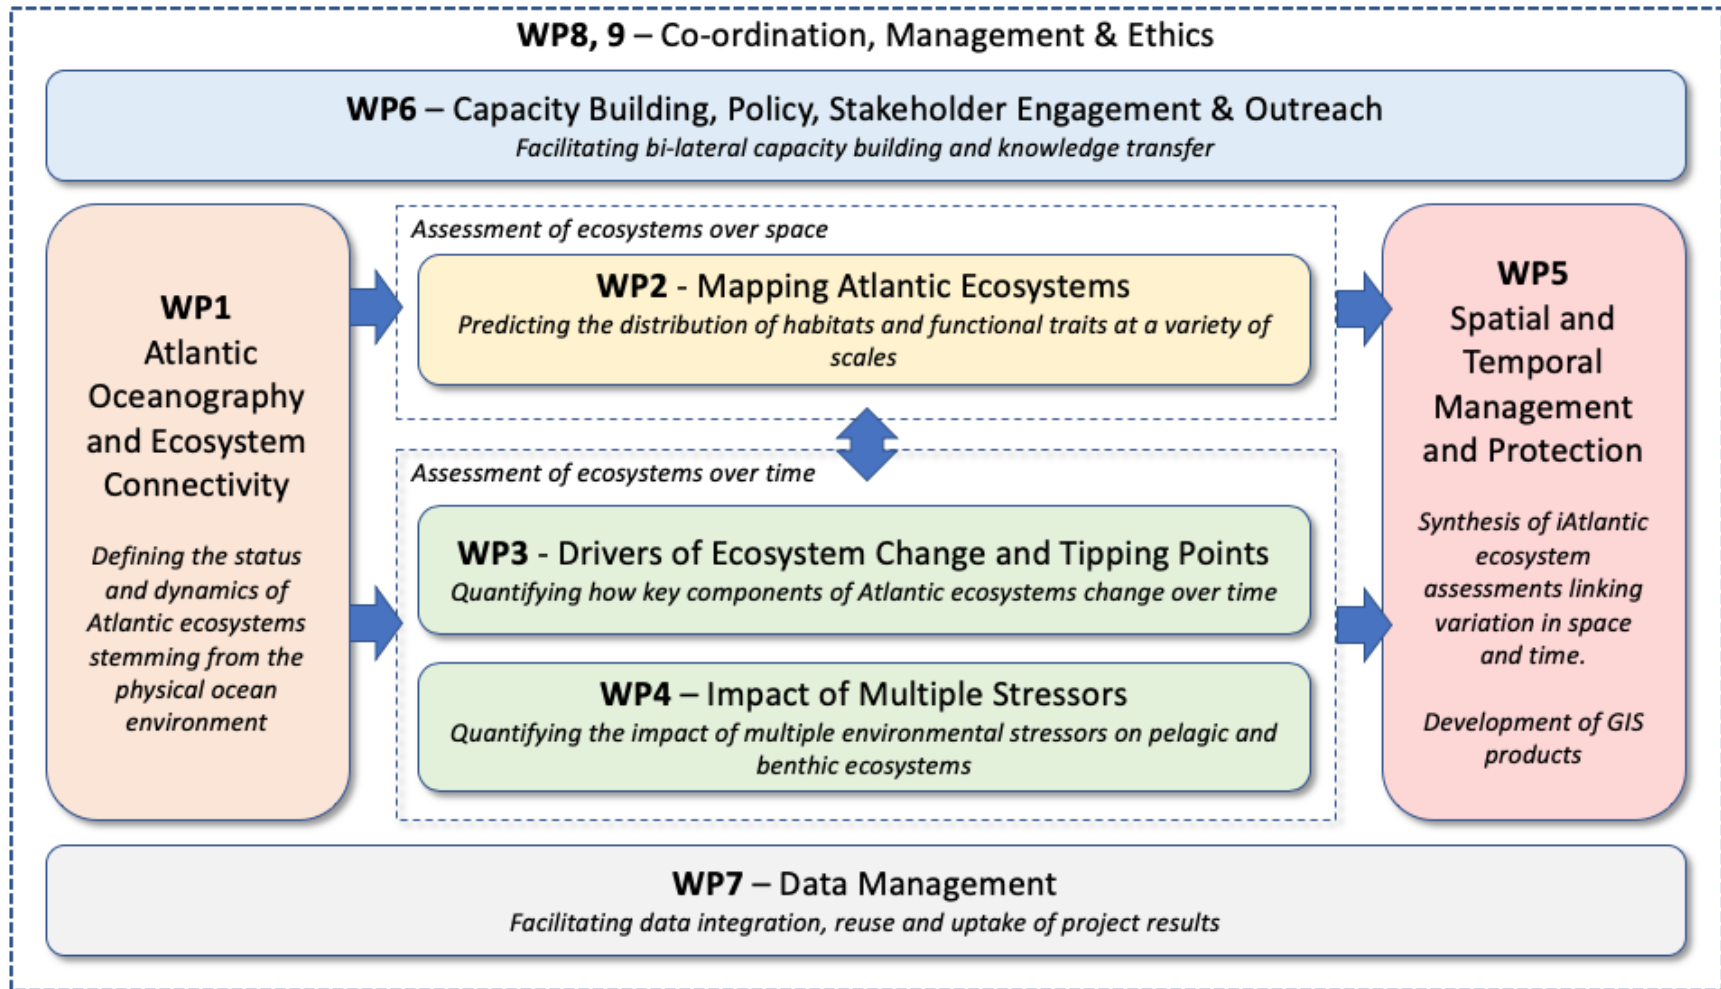 WP8, 9 – Co-ordination, Management & Ethics
WP6 – Capacity Building, Policy, Stakeholder Engagement & Outreach
Facilitating bi-lateral capacity building and knowledge transfer
WP1
Atlantic
Oceanography
and Ecosystem
Connectivity
Defining the status
and dynamics of
Atlantic ecosystems
stemming from the
physical ocean
environment
Assessment of ecosystems over space
WP2 - Mapping Atlantic Ecosystems
Predicting the distribution of habitats and functional traits at a variety of
scales
Assessment of ecosystems over time
WP3 - Drivers of Ecosystem Change and Tipping Points
Quantifying how key components of Atlantic ecosystems change over time
WP4 – Impact of Multiple Stressors
Quantifying the impact of multiple environmental stressors on pelagic and
benthic ecosystems
WP5
Spatial and
Temporal
Management
and Protection
Synthesis of iAtlantic
ecosystem
assessments linking
variation in space
and time.
Development of GIS
products
WP7 – Data Management
Facilitating data integration, reuse and uptake of project results